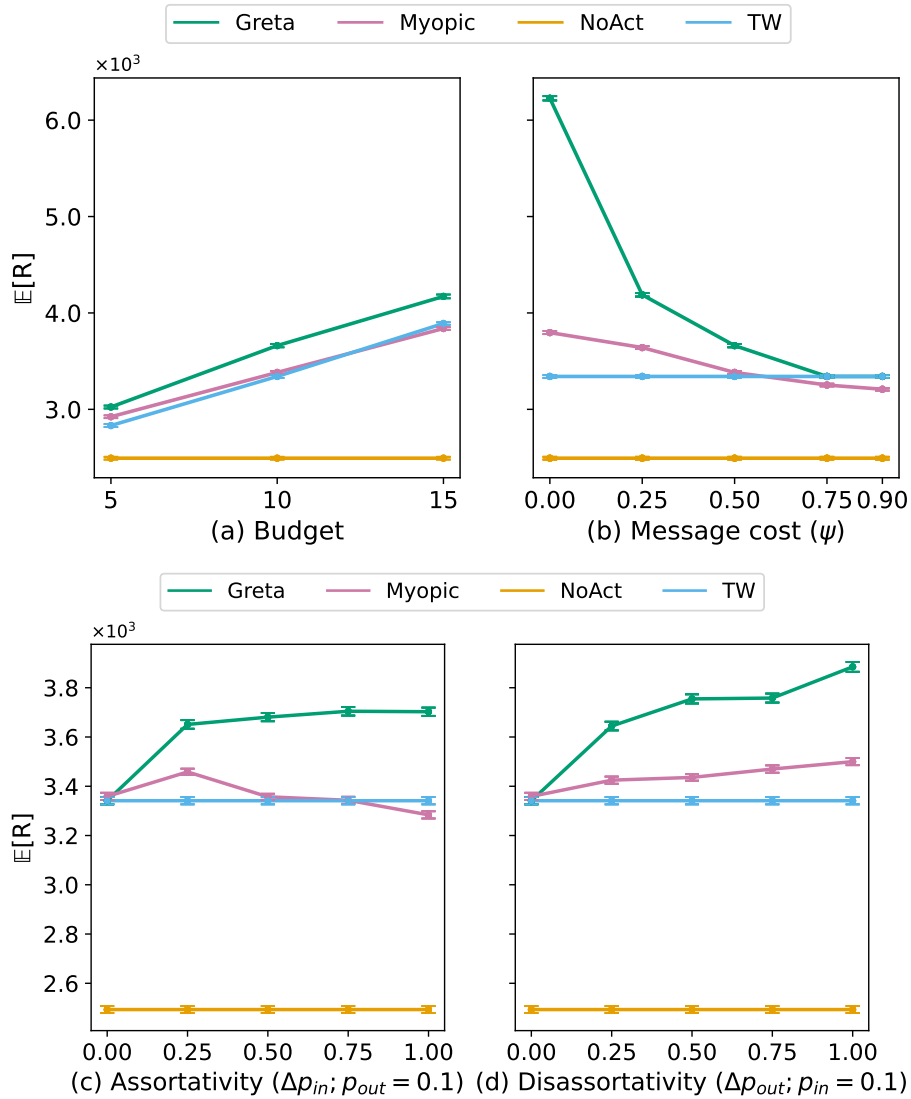 Greta Myopic NoAct TW
×10³
6.0
5.0
4.0
3.0
𝔼[R]
5 10 15
0.00 0.25 0.50 0.75 0.90
(a) Budget
(b) Message cost (ψ)
Greta Myopic NoAct TW
×10³
3.8
3.6
3.4
3.2
3.0
2.8
2.6
𝔼[R]
0.00 0.25 0.50 0.75 1.00
0.00 0.25 0.50 0.75 1.00
(c) Assortativity (Δp_in; p_out = 0.1)
(d) Disassortativity (Δp_out; p_in = 0.1)